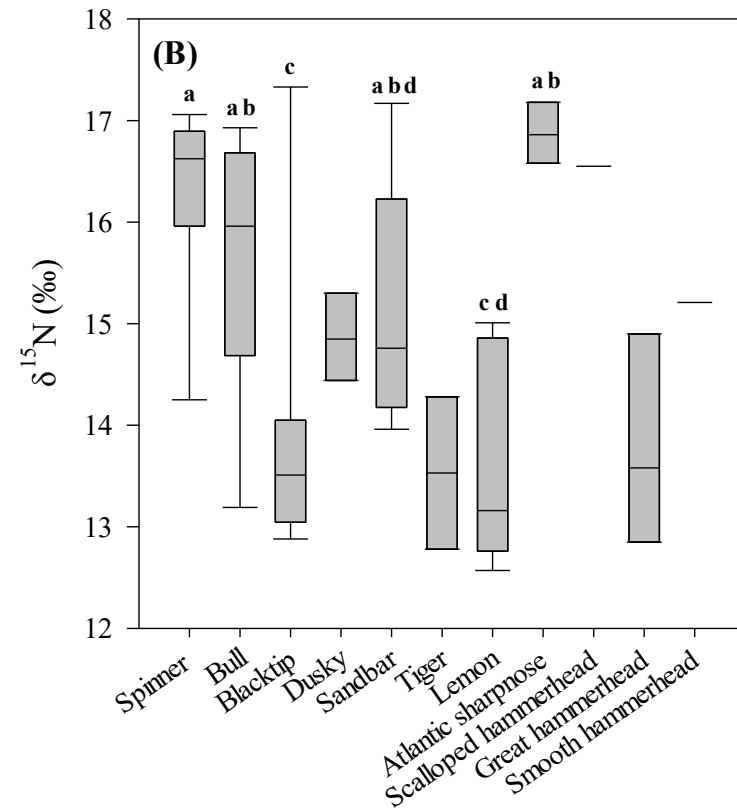 (B)
18
17
16
15
14
13
12
δ¹⁵N (‰)
a
a b
c
a b d
c d
a b
Spinner
Bull
Blacktip
Dusky
Sandbar
Tiger
Lemon
Atlantic sharpnose
Scalloped hammerhead
Great hammerhead
Smooth hammerhead